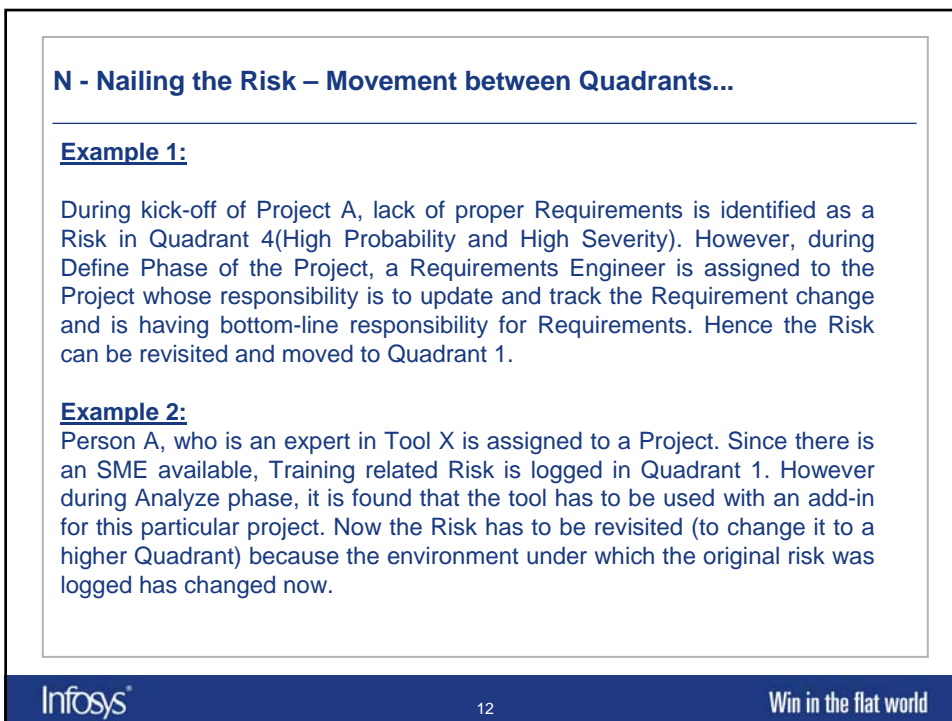 N - Nailing the Risk – Movement between Quadrants...
Example 1:
During kick-off of Project A, lack of proper Requirements is identified as a
Risk in Quadrant 4(High Probability and High Severity). However, during
Define Phase of the Project, a Requirements Engineer is assigned to the
Project whose responsibility is to update and track the Requirement change
and is having bottom-line responsibility for Requirements. Hence the Risk
can be revisited and moved to Quadrant 1.
Example 2:
Person A, who is an expert in Tool X is assigned to a Project. Since there is
an SME available, Training related Risk is logged in Quadrant 1. However
during Analyze phase, it is found that the tool has to be used with an add-in
for this particular project. Now the Risk has to be revisited (to change it to a
higher Quadrant) because the environment under which the original risk was
logged has changed now.
Infosys® 12 Win in the flat world